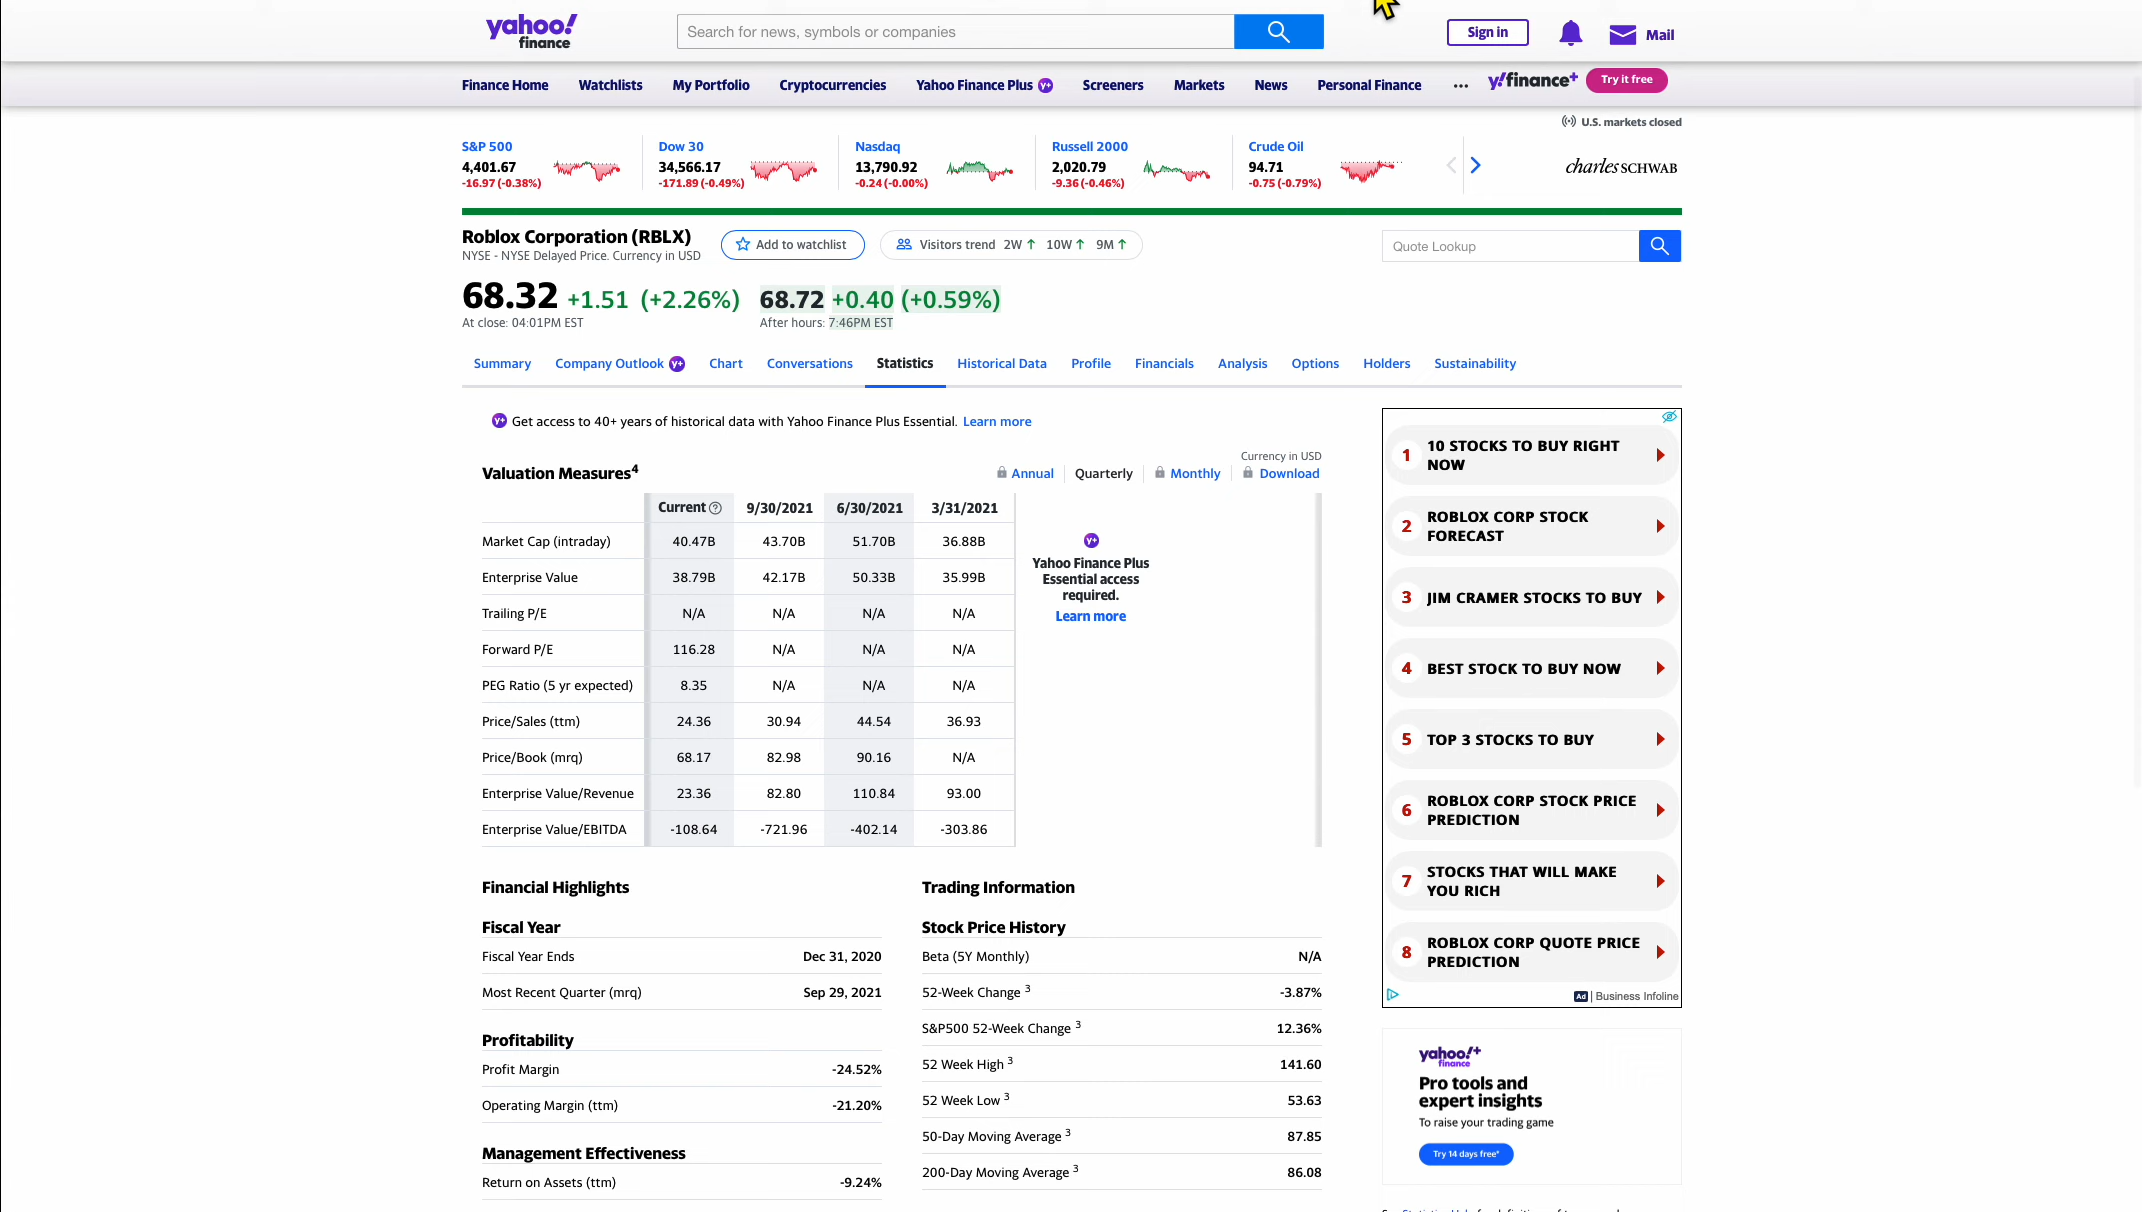 yahoo!
finance
Search for news, symbols or companies
Sign in
Mail
Finance Home Watchlists My Portfolio Cryptocurrencies Yahoo Finance Plus y+ Screeners Markets News Personal Finance ... y!finance+ Try it free
U.S. markets closed
S&P 500 Dow 30 Nasdaq Russell 2000 Crude Oil
4,401.67 34,566.17 13,790.92 2,020.79 94.71
-16.97 (-0.38%) -171.89 (-0.49%) -0.24 (-0.00%) -9.36 (-0.46%) -0.75 (-0.79%)
charles SCHWAB
Roblox Corporation (RBLX)
NYSE - NYSE Delayed Price. Currency in USD
Add to watchlist
Visitors trend 2W ↑ 10W ↑ 9M ↑
Quote Lookup
68.32 +1.51 (+2.26%) 68.72 +0.40 (+0.59%)
At close: 04:01PM EST After hours: 7:46PM EST
Summary Company Outlook y+ Chart Conversations Statistics Historical Data Profile Financials Analysis Options Holders Sustainability
y+ Get access to 40+ years of historical data with Yahoo Finance Plus Essential. Learn more
Currency in USD
Valuation Measures4 Annual Quarterly Monthly Download
Current ? 9/30/2021 6/30/2021 3/31/2021
Market Cap (intraday) 40.47B 43.70B 51.70B 36.88B
Enterprise Value 38.79B 42.17B 50.33B 35.99B
Trailing P/E N/A N/A N/A N/A
Forward P/E 116.28 N/A N/A N/A
PEG Ratio (5 yr expected) 8.35 N/A N/A N/A
Price/Sales (ttm) 24.36 30.94 44.54 36.93
Price/Book (mrq) 68.17 82.98 90.16 N/A
Enterprise Value/Revenue 23.36 82.80 110.84 93.00
Enterprise Value/EBITDA -108.64 -721.96 -402.14 -303.86
y+
Yahoo Finance Plus
Essential access
required.
Learn more
Financial Highlights
Fiscal Year
Fiscal Year Ends Dec 31, 2020
Most Recent Quarter (mrq) Sep 29, 2021
Profitability
Profit Margin -24.52%
Operating Margin (ttm) -21.20%
Management Effectiveness
Return on Assets (ttm) -9.24%
Trading Information
Stock Price History
Beta (5Y Monthly) N/A
52-Week Change 3 -3.87%
S&P500 52-Week Change 3 12.36%
52 Week High 3 141.60
52 Week Low 3 53.63
50-Day Moving Average 3 87.85
200-Day Moving Average 3 86.08
1 10 STOCKS TO BUY RIGHT
NOW
2 ROBLOX CORP STOCK
FORECAST
3 JIM CRAMER STOCKS TO BUY
4 BEST STOCK TO BUY NOW
5 TOP 3 STOCKS TO BUY
6 ROBLOX CORP STOCK PRICE
PREDICTION
7 STOCKS THAT WILL MAKE
YOU RICH
8 ROBLOX CORP QUOTE PRICE
PREDICTION
Ad | Business Infoline
yahoo!+
finance
Pro tools and
expert insights
To raise your trading game
Try 14 days free*